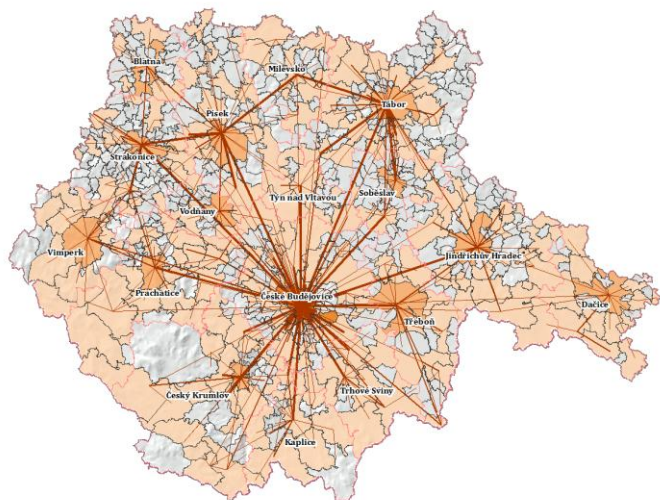 Blatná
Milevsko
Tábor
Písek
Strakonice
Týn nad Vltavou
Soběslav
Vodňany
Vimperk
Jindřichův Hradec
Prachatice
České Budějovice
Dačice
Třeboň
Český Krumlov
Trhové Sviny
Kaplice